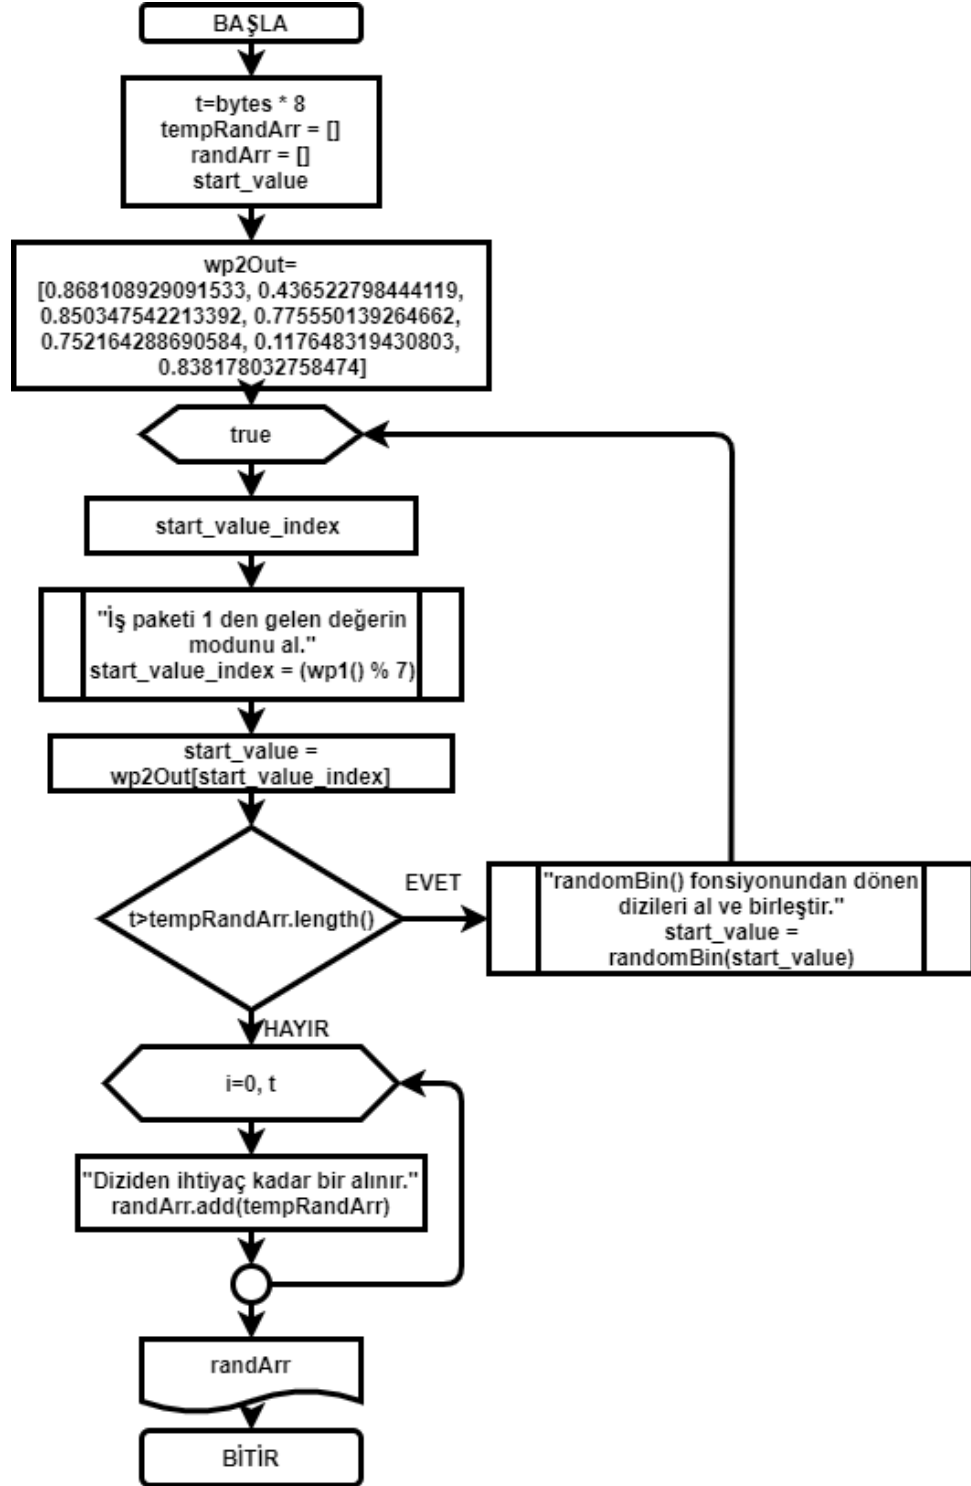 BAŞLA
t=bytes * 8
tempRandArr = []
randArr = []
start_value
wp2Out=
[0.868108929091533, 0.436522798444119,
0.850347542213392, 0.775550139264662,
0.752164288690584, 0.117648319430803,
0.838178032758474]
true
start_value_index
"İş paketi 1 den gelen değerin
modunu al."
start_value_index = (wp1() % 7)
start_value =
wp2Out[start_value_index]
t>tempRandArr.length()
EVET
"randomBin() fonsiyonundan dönen
dizileri al ve birleştir."
start_value =
randomBin(start_value)
HAYIR
i=0, t
"Diziden ihtiyaç kadar bir alınır."
randArr.add(tempRandArr)
randArr
BİTİR